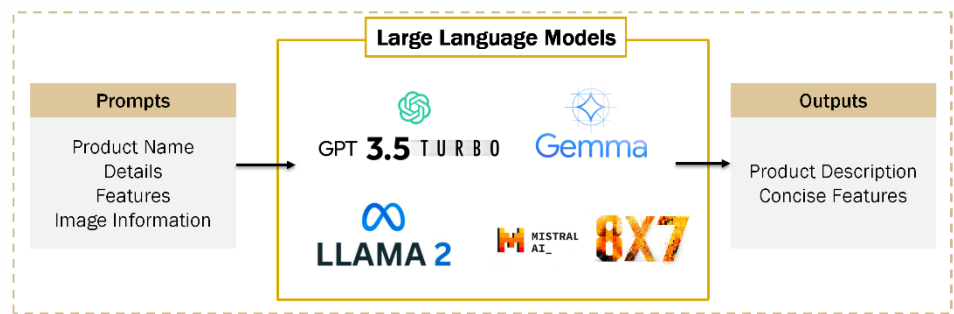 Large Language Models
Prompts
Product Name
Details
Features
Image Information
GPT 3.5 TURBO
Gemma
LLAMA 2
MISTRAL
AI_
8X7
Outputs
Product Description
Concise Features